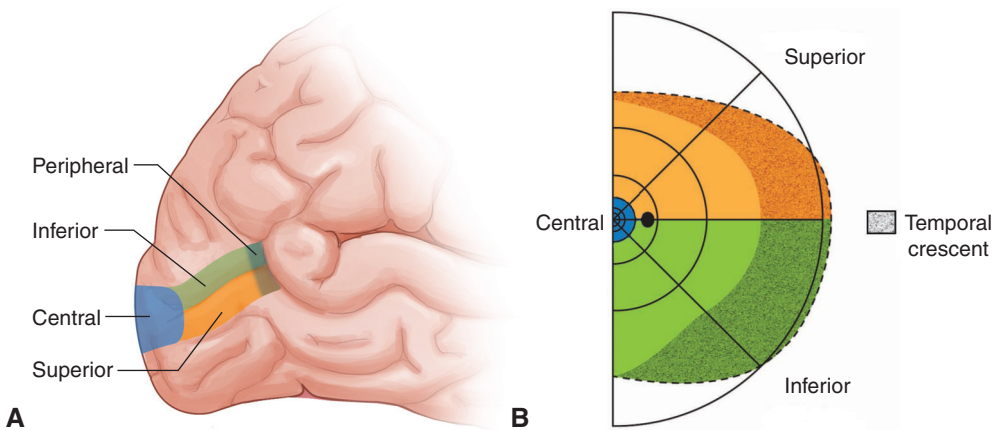 Peripheral
Inferior
Central
Superior
A
Superior
Central
Temporal
crescent
Inferior
B